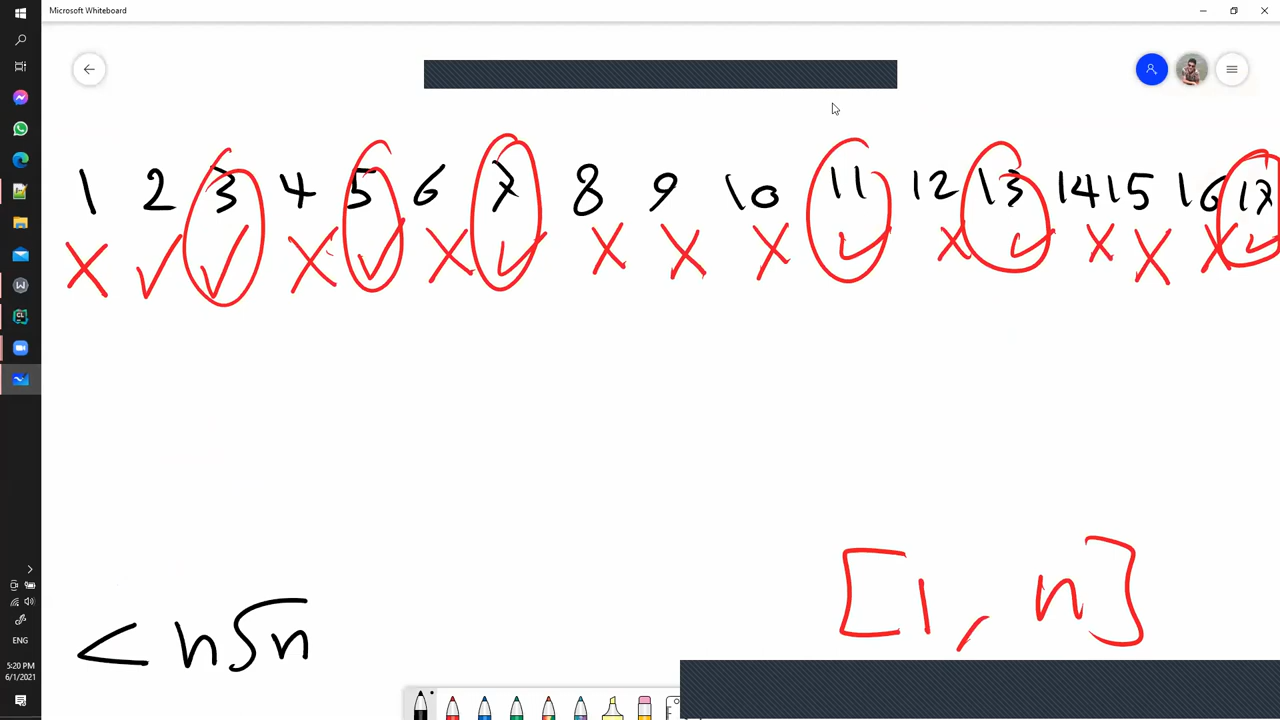 Microsoft Whiteboard
1 2 3 4 5 6 7 8 9 10 11 12 13 14 15 16 17
[1, n]
< n√n
ENG
5:20 PM
6/1/2021